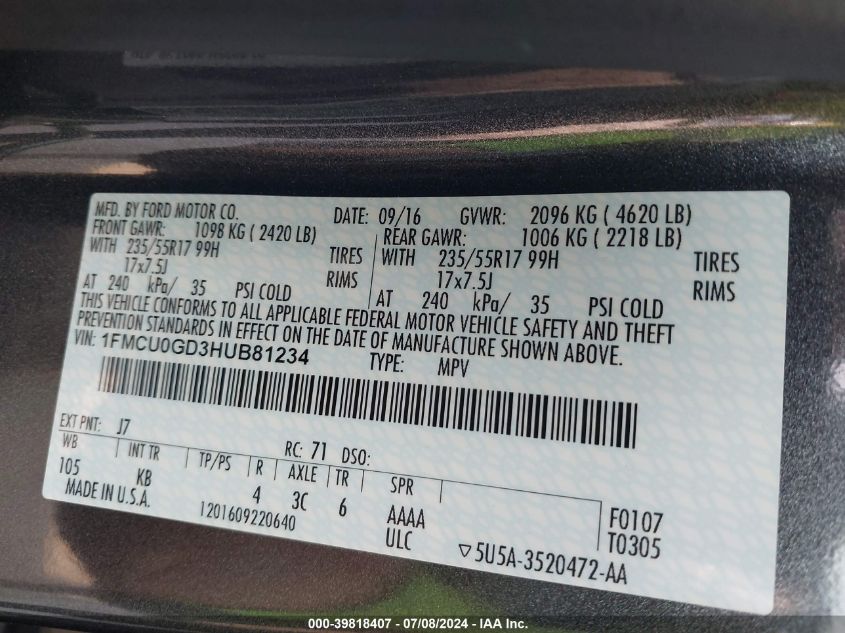 MFD. BY FORD MOTOR CO. DATE: 09/16 GVWR: 2096 KG ( 4620 LB)
FRONT GAWR: 1098 KG ( 2420 LB) REAR GAWR: 1006 KG ( 2218 LB)
WITH 235/55R17 99H TIRES WITH 235/55R17 99H TIRES
17x7.5J RIMS 17x7.5J RIMS
AT 240 kPa/ 35 PSI COLD AT 240 kPa/ 35 PSI COLD
THIS VEHICLE CONFORMS TO ALL APPLICABLE FEDERAL MOTOR VEHICLE SAFETY AND THEFT
PREVENTION STANDARDS IN EFFECT ON THE DATE OF MANUFACTURE SHOWN ABOVE.
VIN: 1FMCU0GD3HUB81234 TYPE: MPV
EXT PNT: J7 RC: 71 DSO:
WB INT TR TP/PS R AXLE TR SPR
105 KB 4 3C 6 AAAA F0107
MADE IN U.S.A. 1201609220640 ULC T0305
▽5U5A-3520472-AA
000-39818407 - 07/08/2024 - IAA Inc.